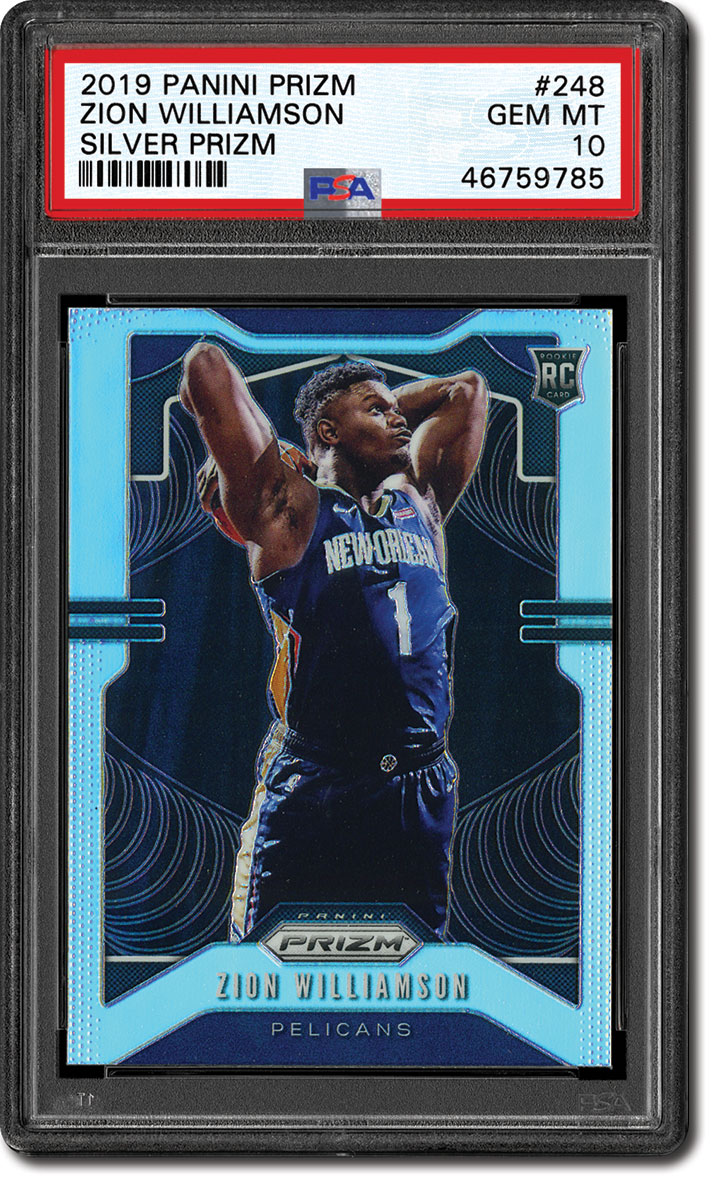 2019 PANINI PRIZM #248
ZION WILLIAMSON GEM MT
SILVER PRIZM 10
PSA 46759785
ROOKIE
RC
CARD
NEW ORLEAN
1
PANINI
PRIZM
ZION WILLIAMSON
PELICANS
PSA